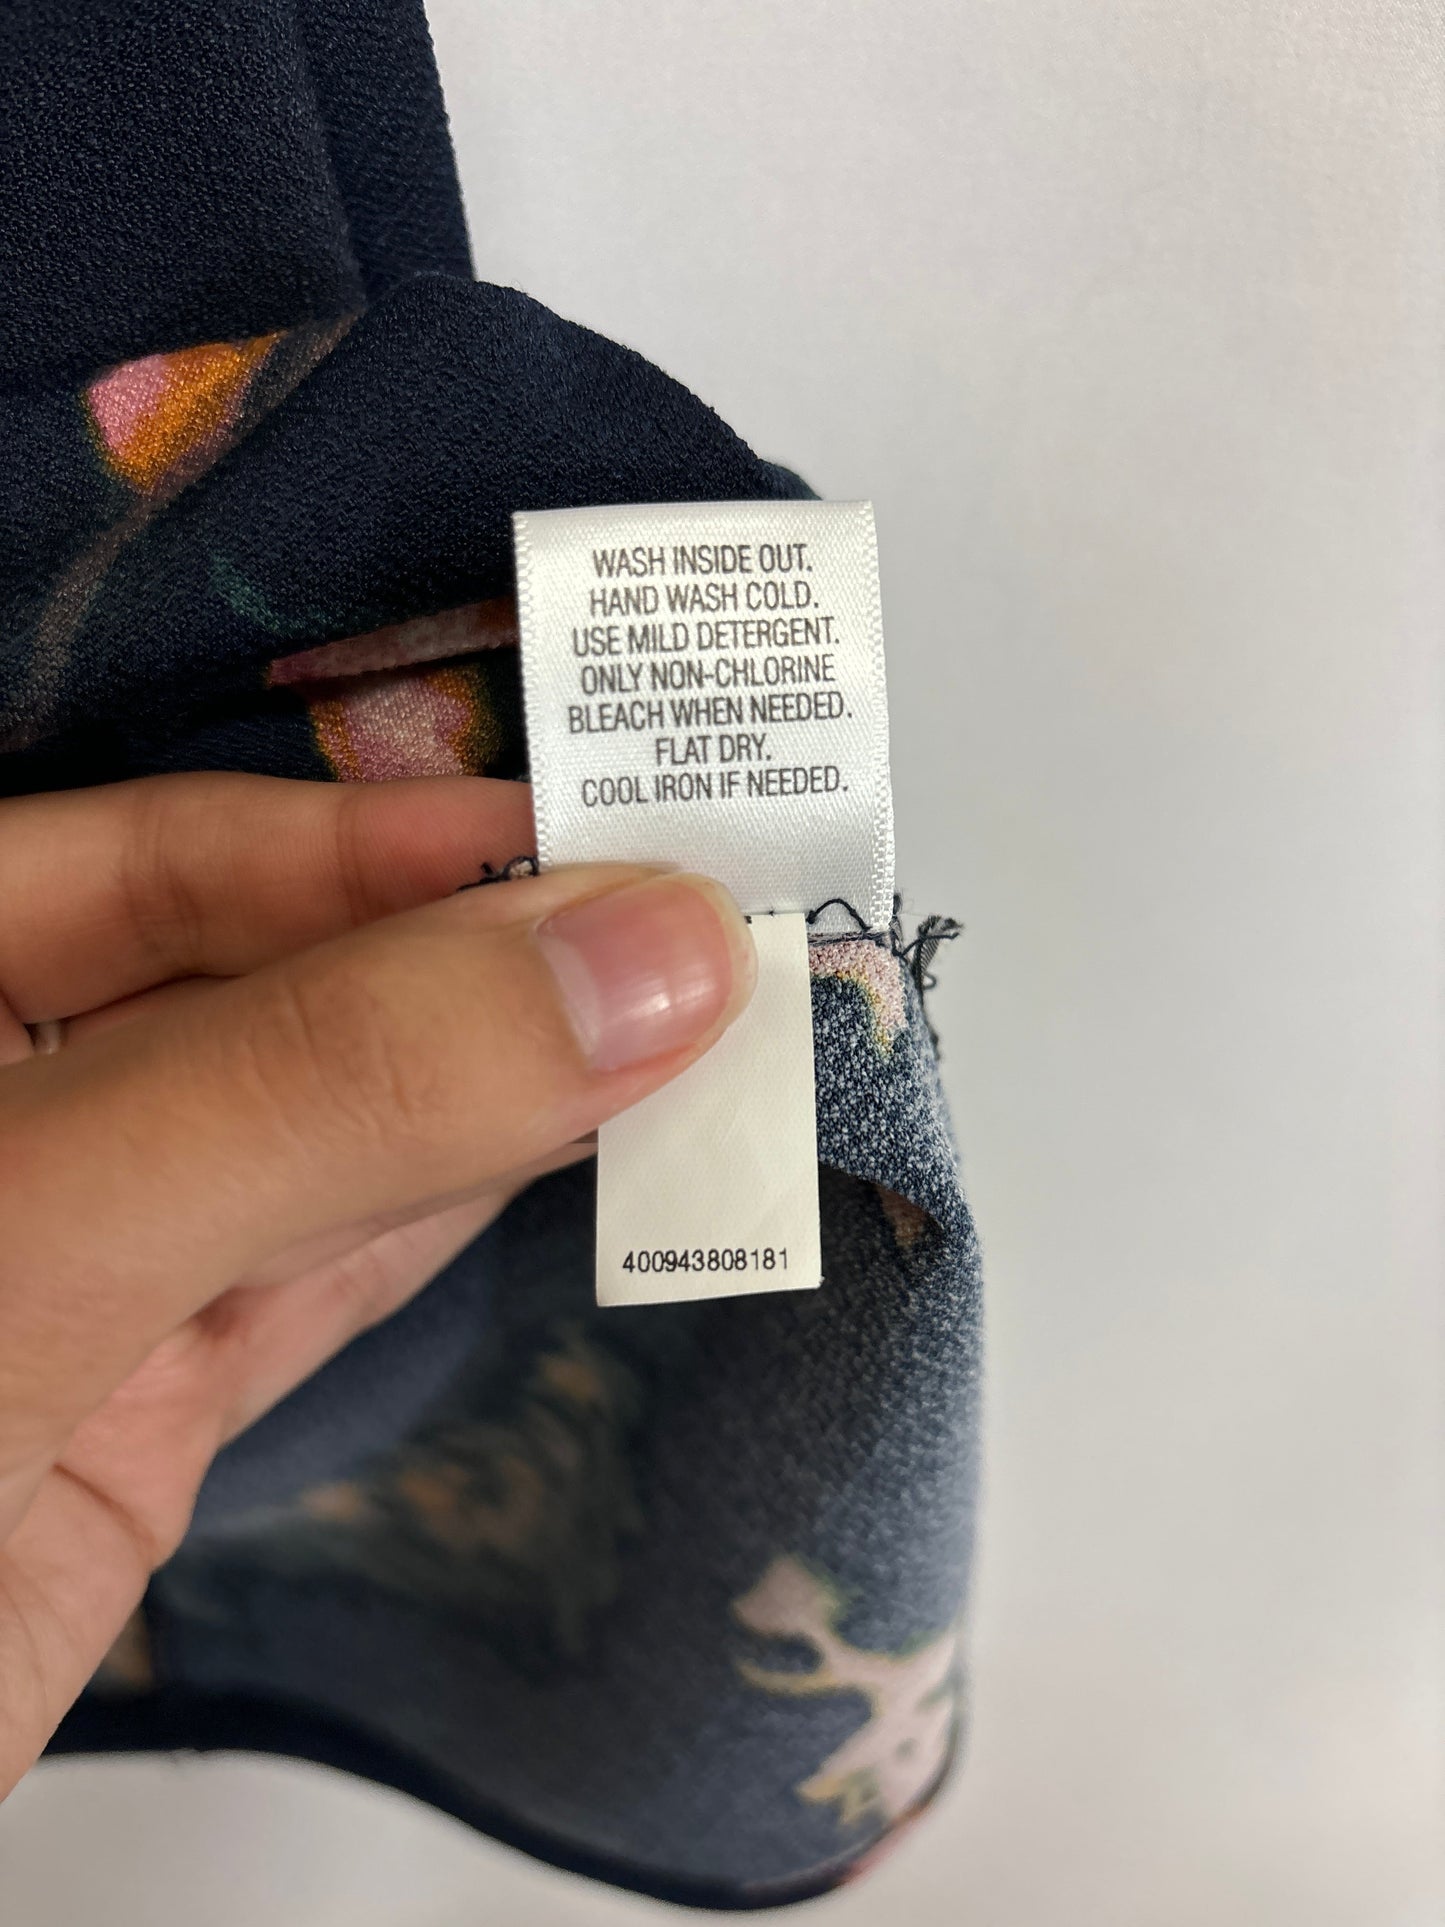 WASH INSIDE OUT.
HAND WASH COLD.
USE MILD DETERGENT.
ONLY NON-CHLORINE
BLEACH WHEN NEEDED.
FLAT DRY.
COOL IRON IF NEEDED.
400943808181